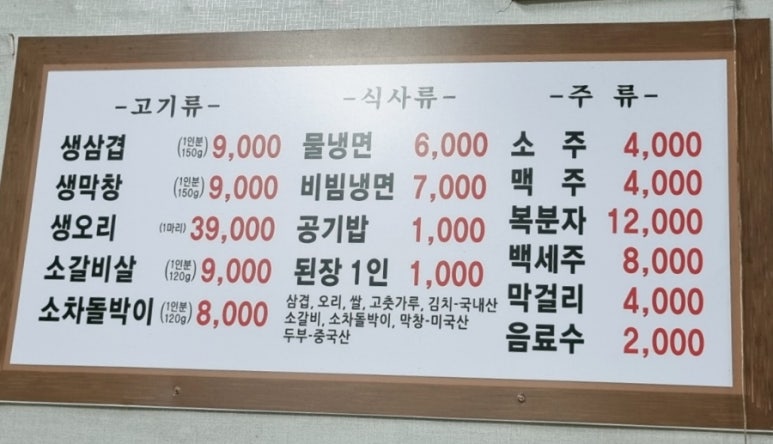 -고기류-
생삼겹 (1인분 150g) 9,000
생막창 (1인분 150g) 9,000
생오리 (1마리) 39,000
소갈비살 (1인분 120g) 9,000
소차돌박이 (1인분 120g) 8,000
-식사류-
물냉면 6,000
비빔냉면 7,000
공기밥 1,000
된장 1인 1,000
삼겹, 오리, 쌀, 고춧가루, 김치-국내산
소갈비, 소차돌박이, 막창-미국산
두부-중국산
-주 류-
소 주 4,000
맥 주 4,000
복분자 12,000
백세주 8,000
막걸리 4,000
음료수 2,000